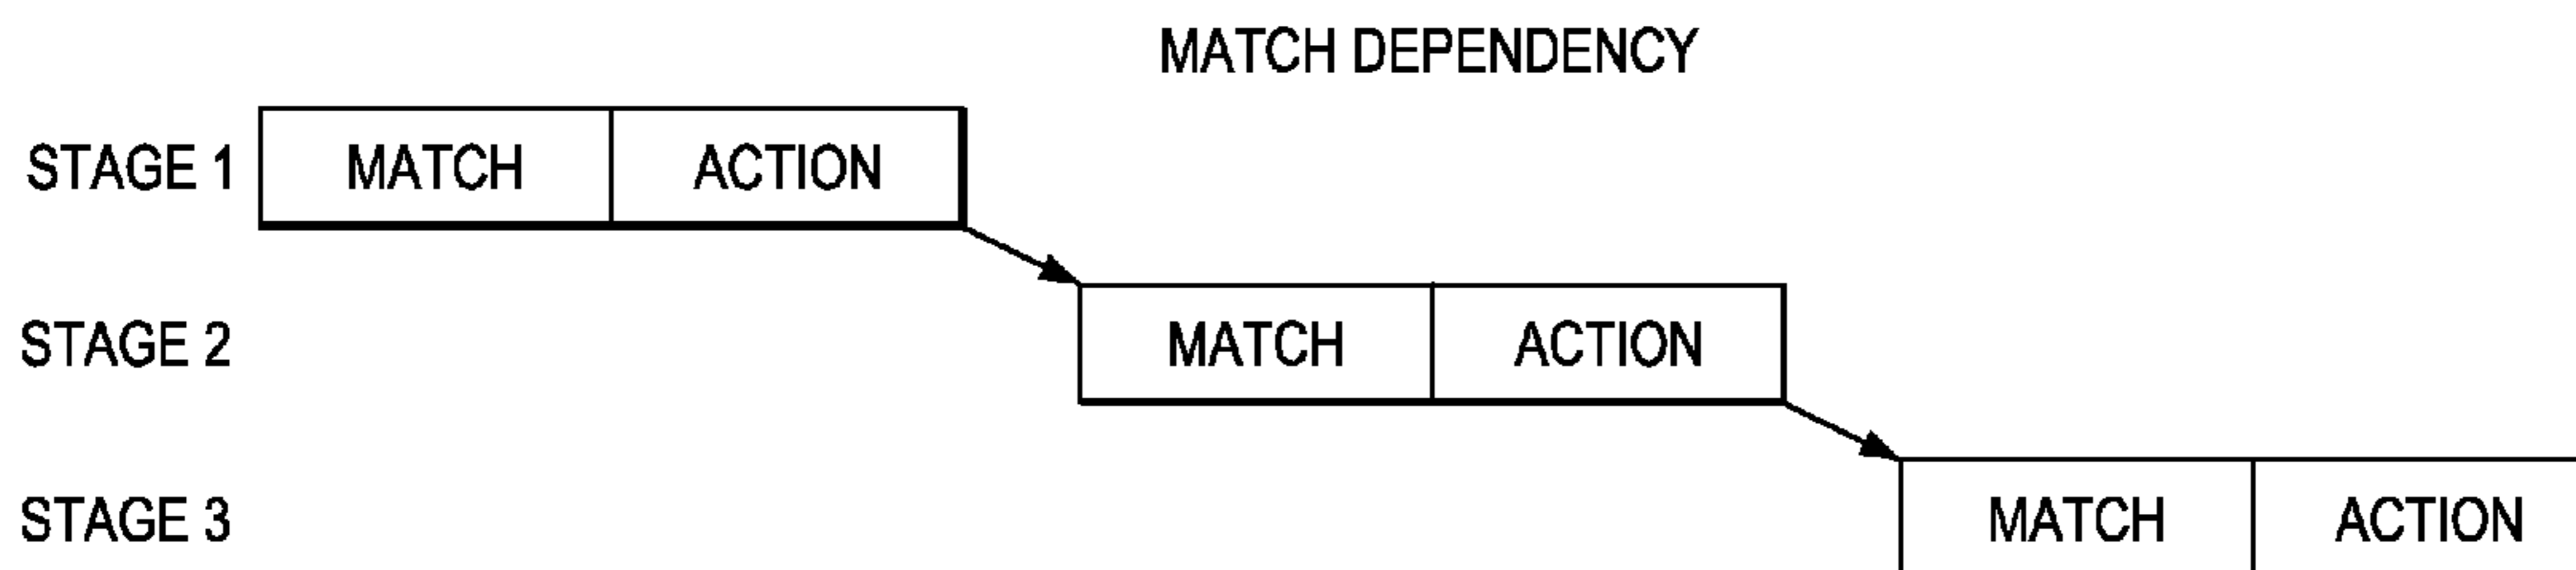 MATCH DEPENDENCY
STAGE 1 MATCH ACTION
STAGE 2 MATCH ACTION
STAGE 3 MATCH ACTION